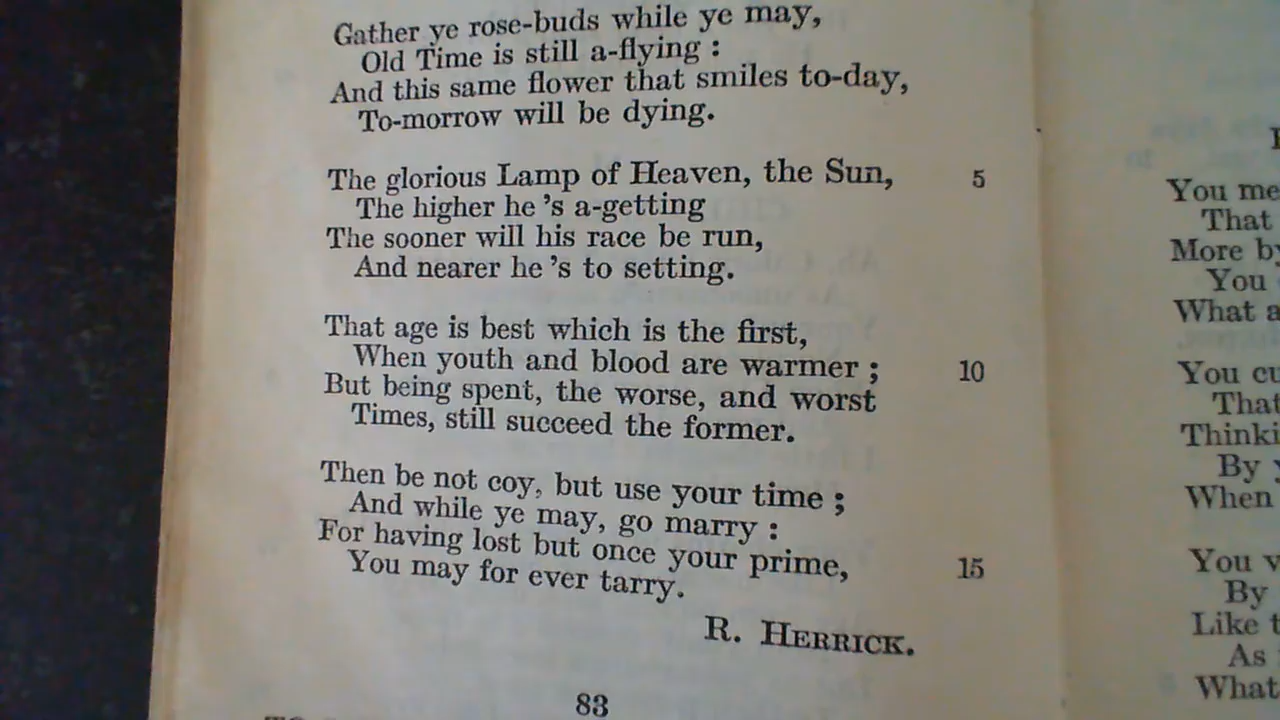 Gather ye rose-buds while ye may,
Old Time is still a-flying :
And this same flower that smiles to-day,
To-morrow will be dying.
The glorious Lamp of Heaven, the Sun, 5
The higher he 's a-getting
The sooner will his race be run,
And nearer he 's to setting.
That age is best which is the first,
When youth and blood are warmer ; 10
But being spent, the worse, and worst
Times, still succeed the former.
Then be not coy, but use your time ;
And while ye may, go marry :
For having lost but once your prime, 15
You may for ever tarry.
R. HERRICK.
83
You me
That
More by
You
What a
You cu
That
Thinki
By
When
You v
By
Like t
As
What